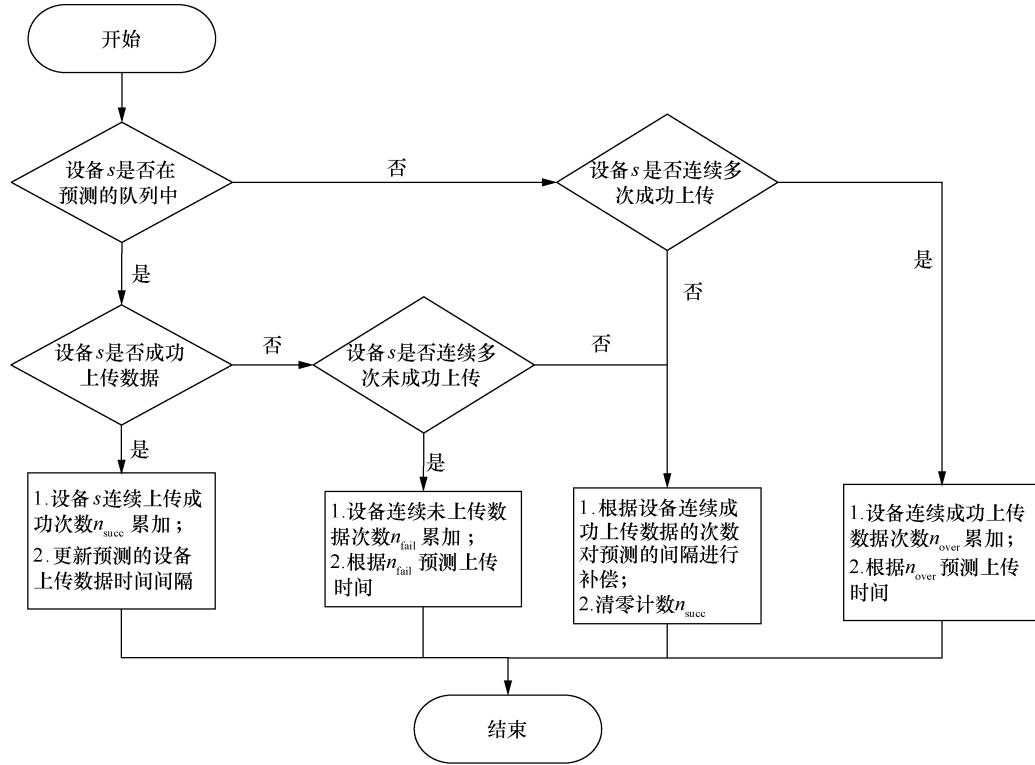 开始
设备s是否在
预测的队列中
否
设备s是否连续多
次成功上传
是
是
否
设备s是否成功
上传数据
否
设备s是否连续多
次未成功上传
否
是
是
1.设备s连续上传成
功次数n_succ 累加；
2.更新预测的设备
上传数据时间间隔
1.设备连续未上传数
据次数n_fail 累加；
2.根据n_fail 预测上传
时间
1.根据设备连续成
功上传数据的次数
对预测的间隔进行
补偿；
2.清零计数n_succ
1.设备连续成功上传
数据次数n_over 累加；
2.根据n_over 预测上传
时间
结束